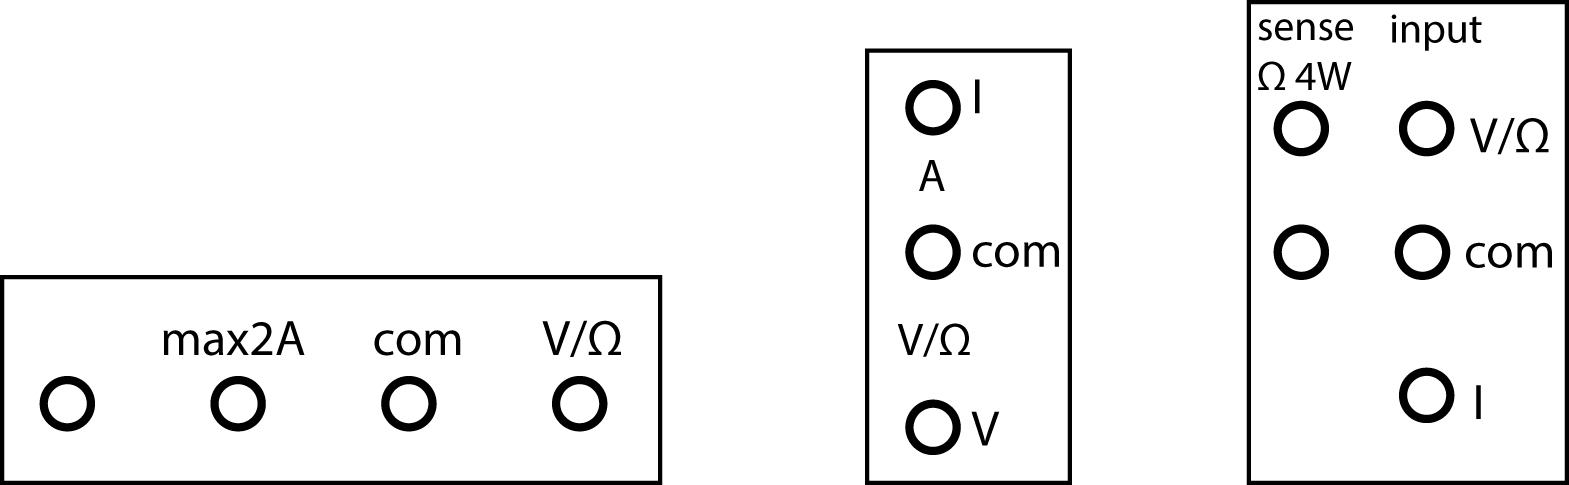 max2A com V/Ω
I
A
com
V/Ω
V
sense input
Ω 4W
V/Ω
com
I